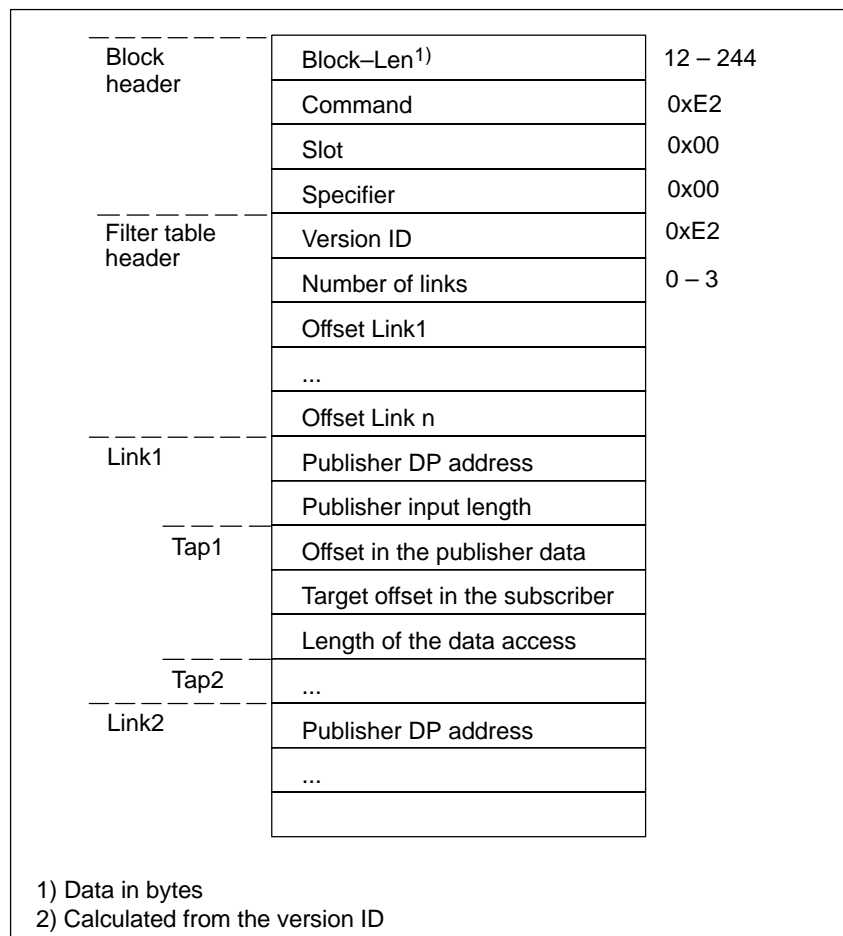 Block header
Block–Len1) 12 – 244
Command 0xE2
Slot 0x00
Specifier 0x00
Filter table header
Version ID 0xE2
Number of links 0 – 3
Offset Link1
...
Offset Link n
Link1
Publisher DP address
Publisher input length
Tap1
Offset in the publisher data
Target offset in the subscriber
Length of the data access
Tap2
...
Link2
Publisher DP address
...
1) Data in bytes
2) Calculated from the version ID